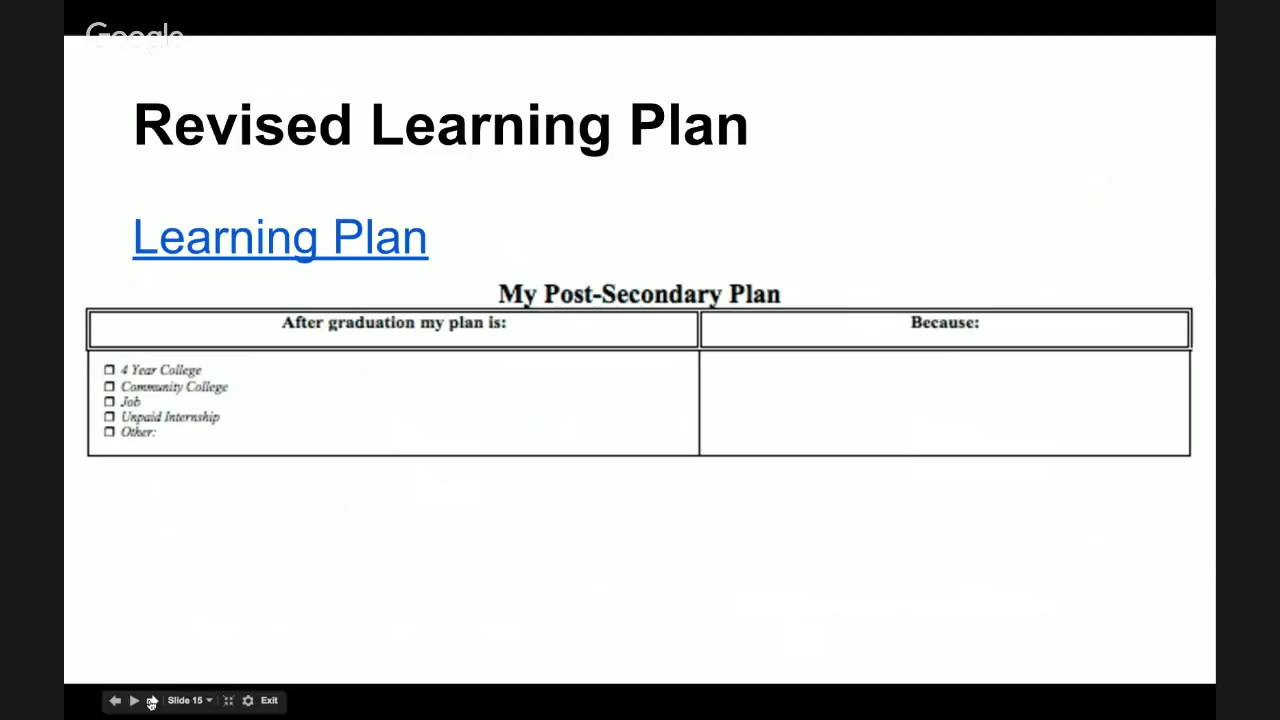 Google
Revised Learning Plan
Learning Plan
My Post-Secondary Plan
After graduation my plan is:
Because:
4 Year College
Community College
Job
Unpaid Internship
Other:
Slide 15
Exit